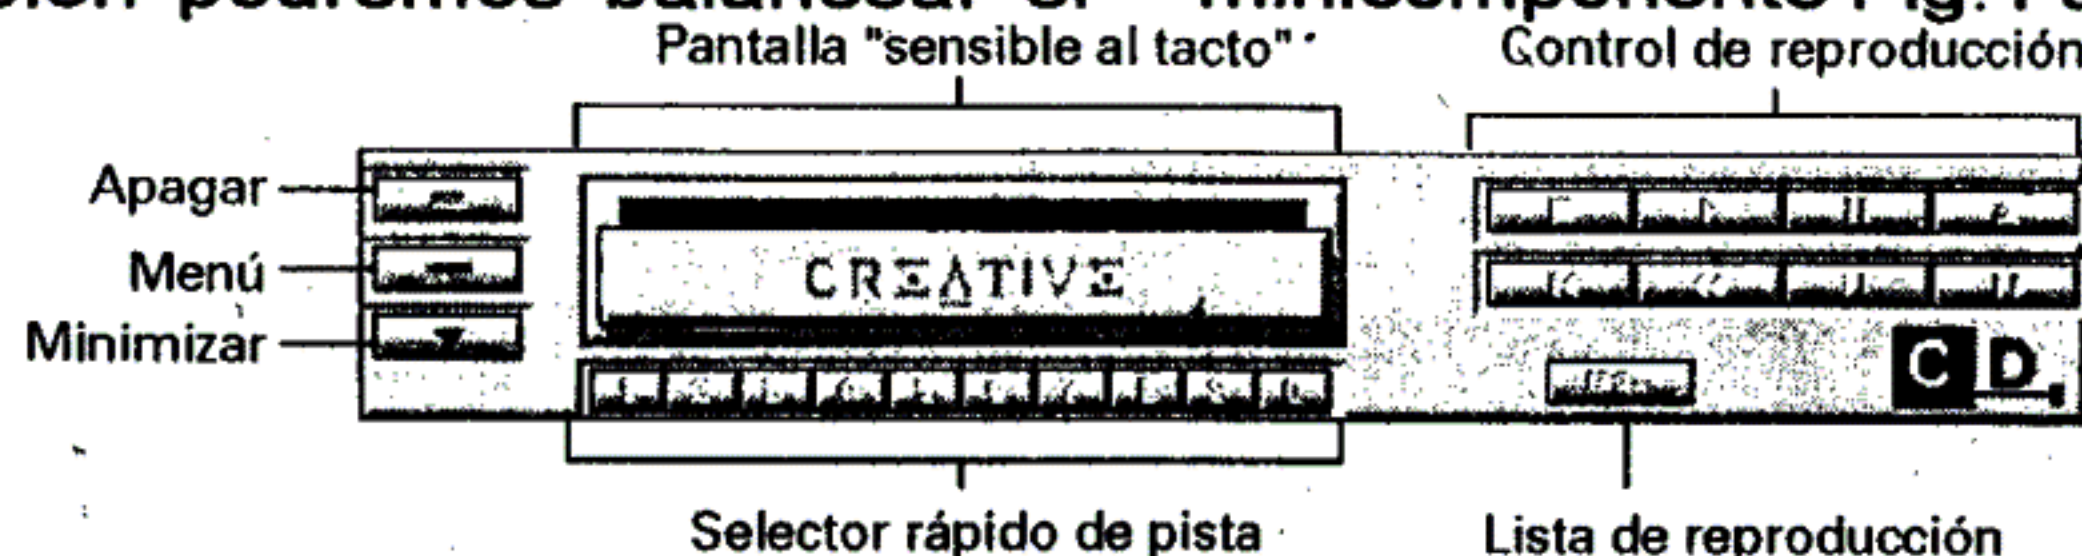 Pantalla "sensible al tacto"
Control de reproducción
Apagar
Menú
Minimizar
CREATIVE
CD
Selector rápido de pista
Lista de reproducción